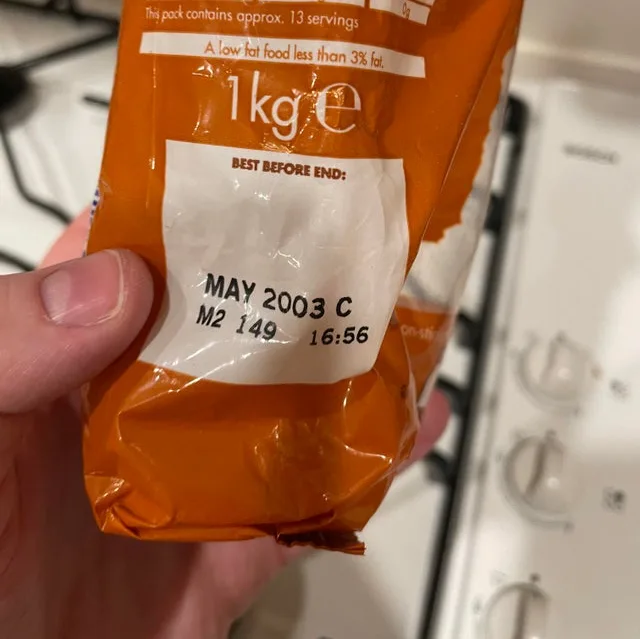 0g
This pack contains approx. 13 servings
A low fat food less than 3% fat.
1kg e
BEST BEFORE END:
MAY 2003 C
M2 149 16:56